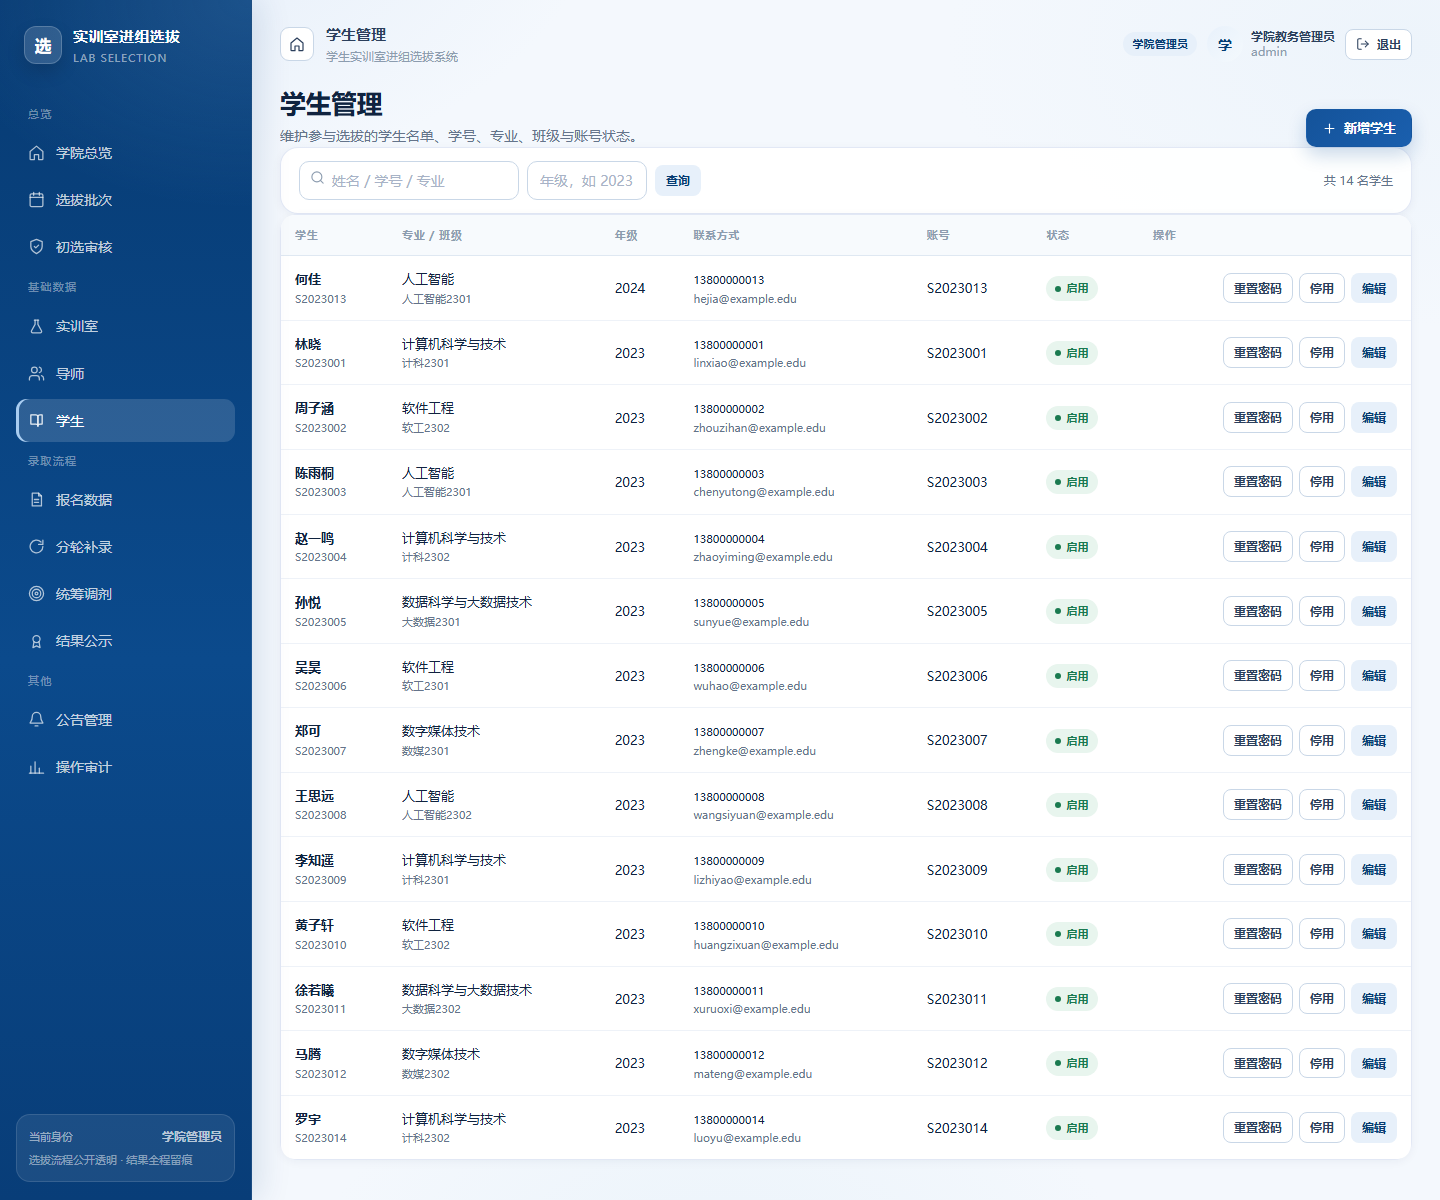 选
实训室进组选拔
LAB SELECTION
总览
学院总览
选拔批次
初选审核
基础数据
实训室
导师
学生
录取流程
报名数据
分轮补录
统筹调剂
结果公示
其他
公告管理
操作审计
当前身份 学院管理员
选拔流程公开透明 · 结果全程留痕
学生管理
学生实训室进组选拔系统
学院管理员
学
学院教务管理员
admin
退出
学生管理
维护参与选拔的学生名单、学号、专业、班级与账号状态。
新增学生
姓名 / 学号 / 专业 年级，如 2023 查询 共 14 名学生
学生 专业 / 班级 年级 联系方式 账号 状态 操作
何佳 人工智能 2024 13800000013 S2023013 启用 重置密码 停用 编辑
S2023013 人工智能2301 hejia@example.edu
林晓 计算机科学与技术 2023 13800000001 S2023001 启用 重置密码 停用 编辑
S2023001 计科2301 linxiao@example.edu
周子涵 软件工程 2023 13800000002 S2023002 启用 重置密码 停用 编辑
S2023002 软工2302 zhouzihan@example.edu
陈雨桐 人工智能 2023 13800000003 S2023003 启用 重置密码 停用 编辑
S2023003 人工智能2301 chenyutong@example.edu
赵一鸣 计算机科学与技术 2023 13800000004 S2023004 启用 重置密码 停用 编辑
S2023004 计科2302 zhaoyiming@example.edu
孙悦 数据科学与大数据技术 2023 13800000005 S2023005 启用 重置密码 停用 编辑
S2023005 大数据2301 sunyue@example.edu
吴昊 软件工程 2023 13800000006 S2023006 启用 重置密码 停用 编辑
S2023006 软工2301 wuhao@example.edu
郑可 数字媒体技术 2023 13800000007 S2023007 启用 重置密码 停用 编辑
S2023007 数媒2301 zhengke@example.edu
王思远 人工智能 2023 13800000008 S2023008 启用 重置密码 停用 编辑
S2023008 人工智能2302 wangsiyuan@example.edu
李知遥 计算机科学与技术 2023 13800000009 S2023009 启用 重置密码 停用 编辑
S2023009 计科2301 lizhiyao@example.edu
黄子轩 软件工程 2023 13800000010 S2023010 启用 重置密码 停用 编辑
S2023010 软工2302 huangzixuan@example.edu
徐若曦 数据科学与大数据技术 2023 13800000011 S2023011 启用 重置密码 停用 编辑
S2023011 大数据2302 xuruoxi@example.edu
马腾 数字媒体技术 2023 13800000012 S2023012 启用 重置密码 停用 编辑
S2023012 数媒2302 mateng@example.edu
罗宇 计算机科学与技术 2023 13800000014 S2023014 启用 重置密码 停用 编辑
S2023014 计科2302 luoyu@example.edu